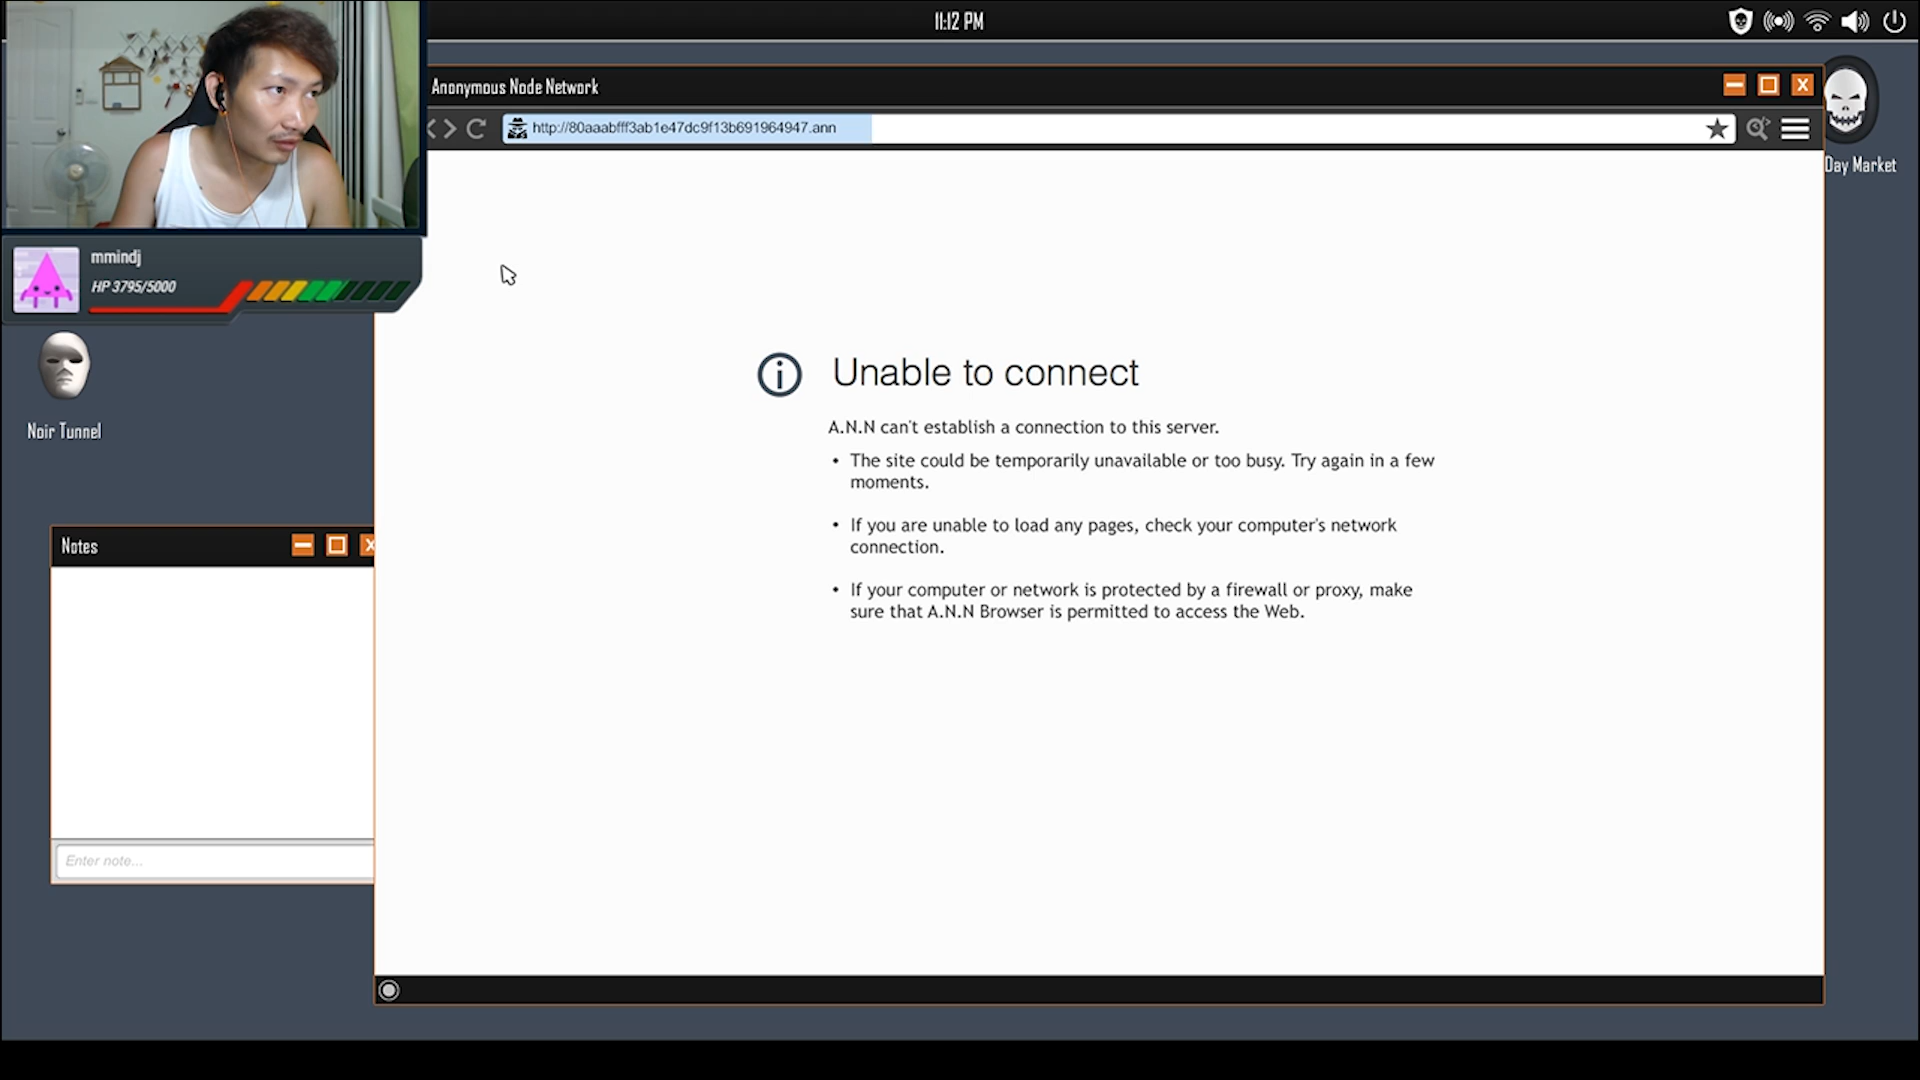 11:12 PM
Anonymous Node Network
http://80aaabfff3ab1e47dc9f13b691964947.ann
Day Market
mmindj
HP 3795/5000
Noir Tunnel
Unable to connect
A.N.N can't establish a connection to this server.
• The site could be temporarily unavailable or too busy. Try again in a few
moments.
• If you are unable to load any pages, check your computer's network
connection.
• If your computer or network is protected by a firewall or proxy, make
sure that A.N.N Browser is permitted to access the Web.
Notes
Enter note...